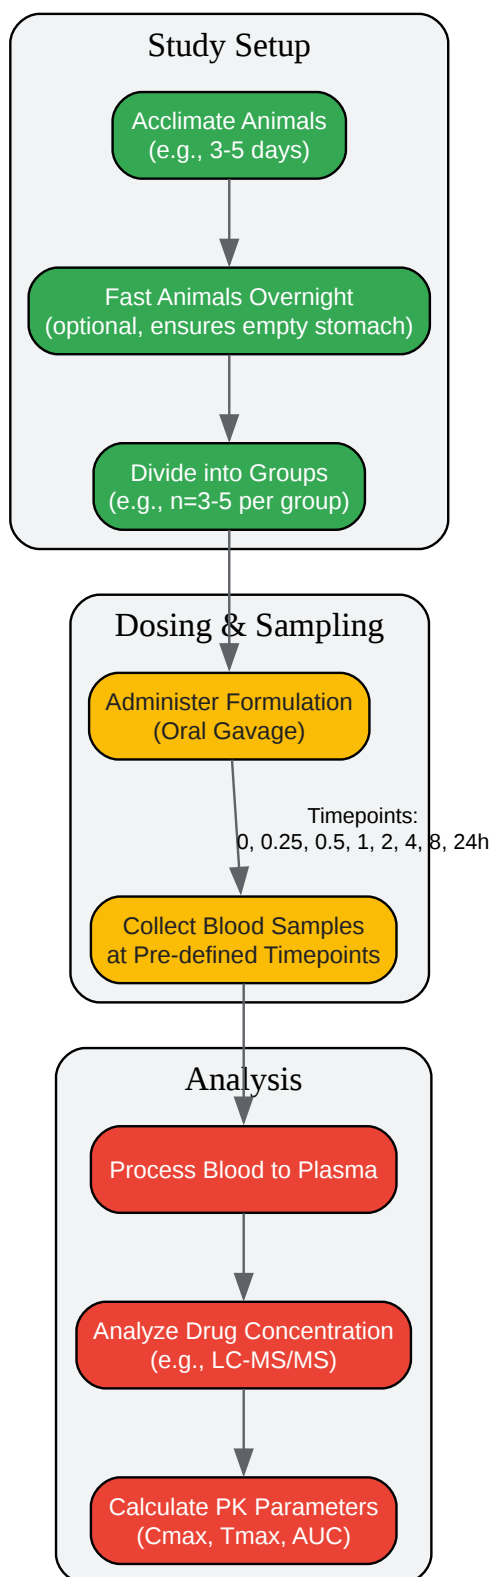 Study Setup
Acclimate Animals
(e.g., 3-5 days)
Fast Animals Overnight
(optional, ensures empty stomach)
Divide into Groups
(e.g., n=3-5 per group)
Dosing & Sampling
Administer Formulation
(Oral Gavage)
Timepoints:
0, 0.25, 0.5, 1, 2, 4, 8, 24h
Collect Blood Samples
at Pre-defined Timepoints
Analysis
Process Blood to Plasma
Analyze Drug Concentration
(e.g., LC-MS/MS)
Calculate PK Parameters
(Cmax, Tmax, AUC)